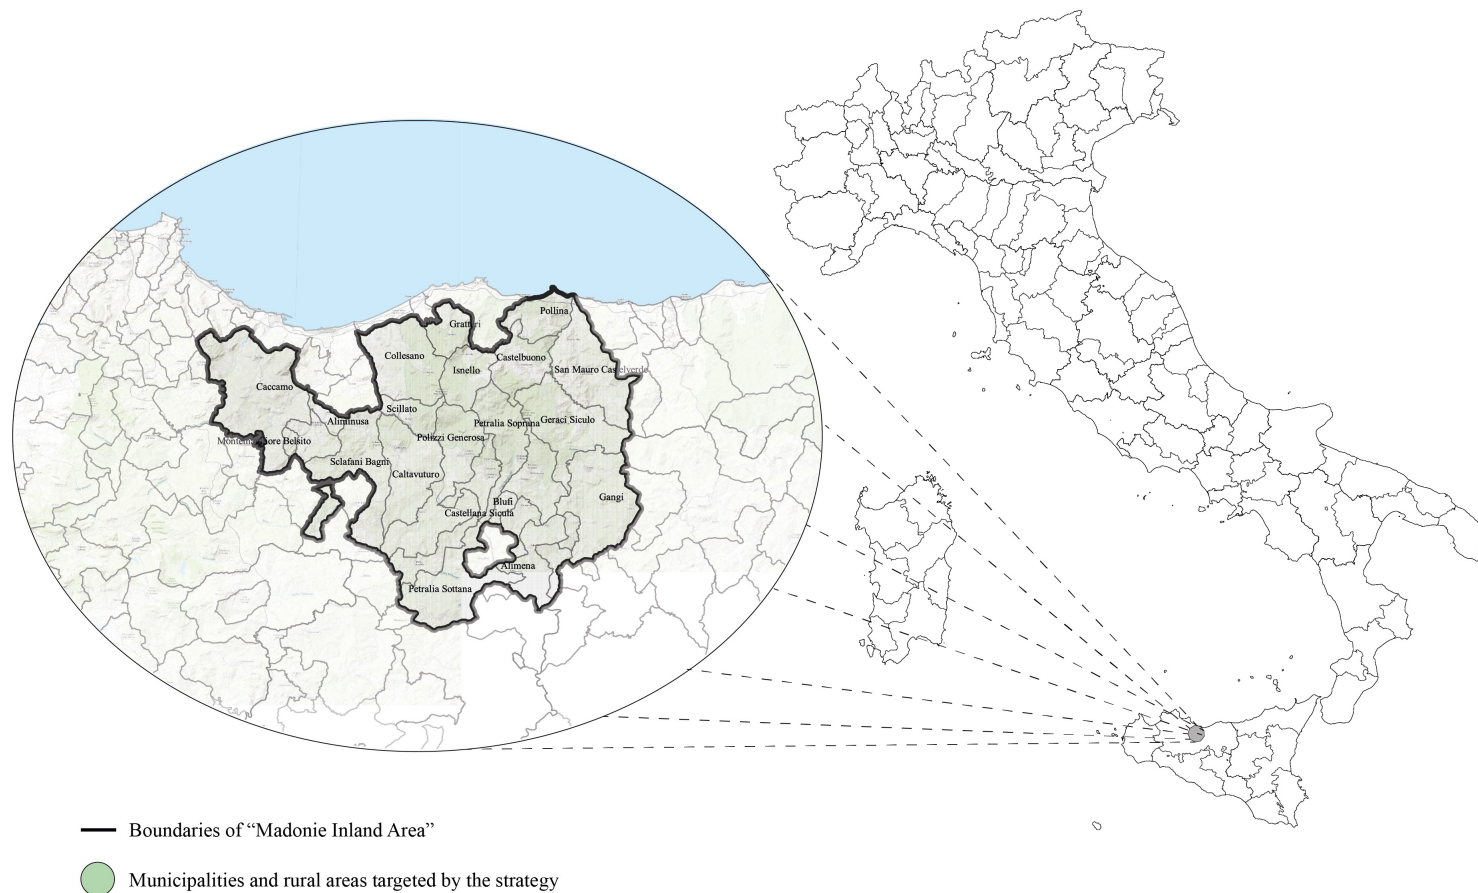 Pollina
Gratteri
Collesano
Castelbuono
Isnello
San Mauro Castelverde
Caccamo
Scillato
Aliminusa
Petralia Soprana
Geraci Siculo
Polizzi Generosa
Montemaggiore Belsito
Sclafani Bagni
Caltavuturo
Gangi
Blufi
Castellana Sicula
Alimena
Petralia Sottana
Boundaries of “Madonie Inland Area”
Municipalities and rural areas targeted by the strategy